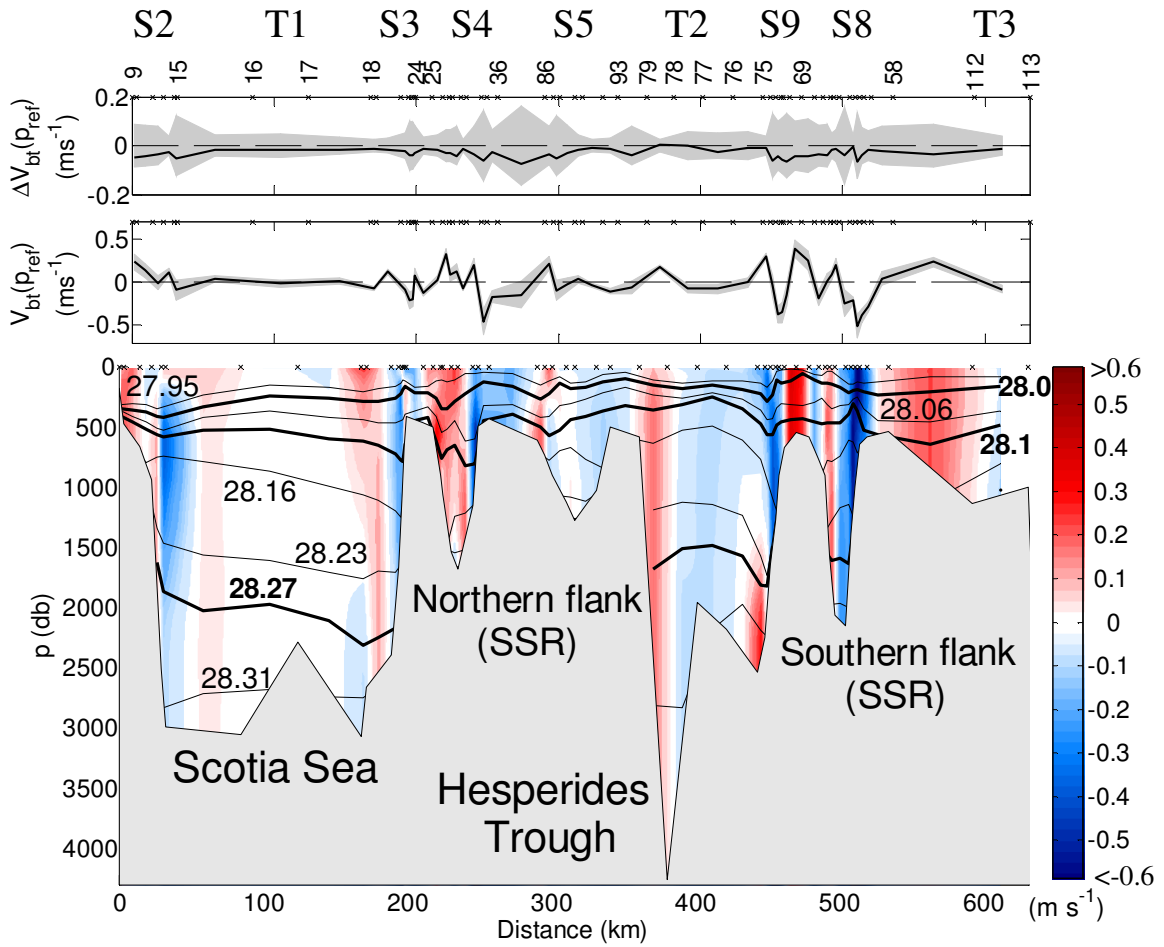 S2 T1 S3 S4 S5 T2 S9 S8 T3
9 15 16 17 18 24 25 36 86 93 79 78 77 76 75 69 58 112 113
0.2
0
-0.2
ΔV_bt(p_ref)
(ms⁻¹)
0.5
0
-0.5
V_bt(p_ref)
(ms⁻¹)
0
500
1000
1500
2000
2500
3000
3500
4000
p (db)
27.95
28.0
28.06
28.1
28.16
28.23
28.27
28.31
Northern flank
(SSR)
Southern flank
(SSR)
Scotia Sea
Hesperides
Trough
0 100 200 300 400 500 600
Distance (km)
>0.6
0.5
0.4
0.3
0.2
0.1
0
-0.1
-0.2
-0.3
-0.4
-0.5
<-0.6
(m s⁻¹)